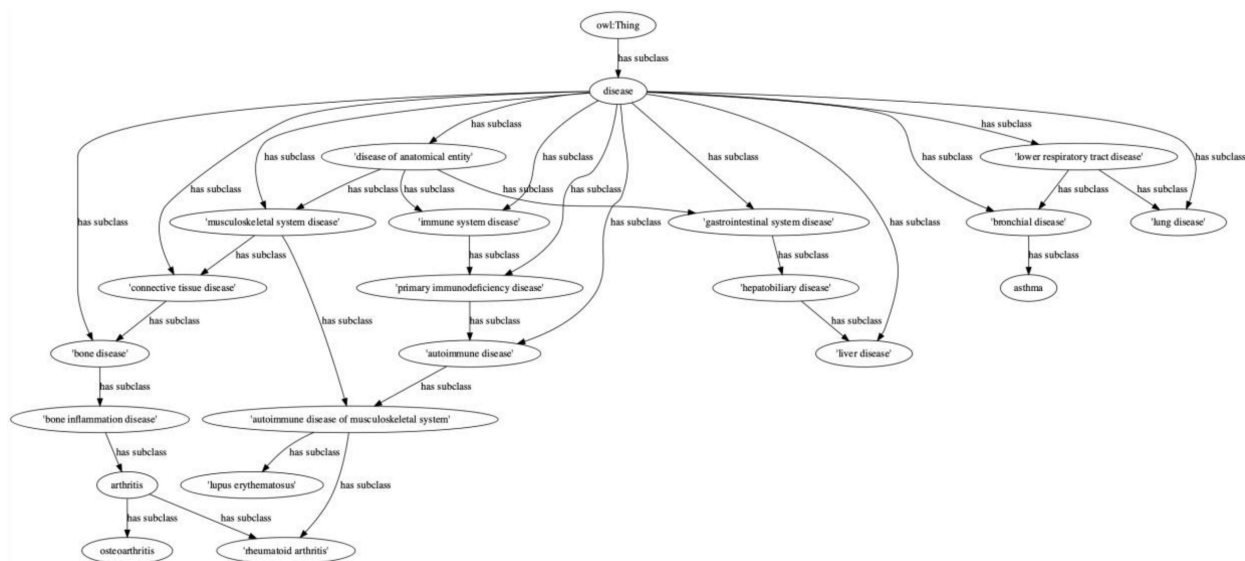 owl:Thing
has subclass
disease
has subclass
has subclass
'disease of anatomical entity'
'lower respiratory tract disease'
has subclass
has subclass
has subclass
has subclass
has subclass
has subclass
has subclass
has subclass
has subclass
has subclass
has subclass
has subclass
'musculoskeletal system disease'
'immune system disease'
'gastrointestinal system disease'
'bronchial disease'
'lung disease'
has subclass
has subclass
has subclass
has subclass
has subclass
has subclass
'connective tissue disease'
'primary immunodeficiency disease'
'hepatobiliary disease'
asthma
has subclass
has subclass
has subclass
has subclass
'bone disease'
'autoimmune disease'
'liver disease'
has subclass
has subclass
'bone inflammation disease'
'autoimmune disease of musculoskeletal system'
has subclass
has subclass
arthritis
'lupus erythematosus'
has subclass
has subclass
has subclass
osteoarthritis
'rheumatoid arthritis'